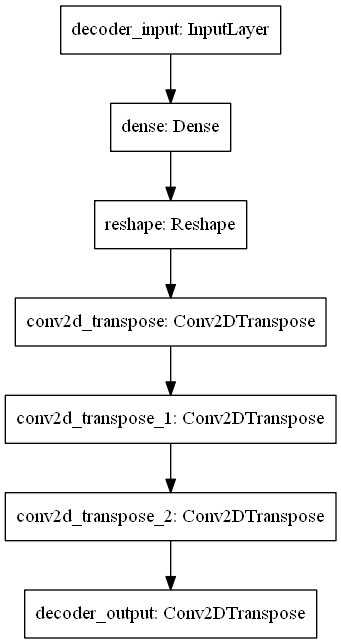 decoder_input: InputLayer
dense: Dense
reshape: Reshape
conv2d_transpose: Conv2DTranspose
conv2d_transpose_1: Conv2DTranspose
conv2d_transpose_2: Conv2DTranspose
decoder_output: Conv2DTranspose